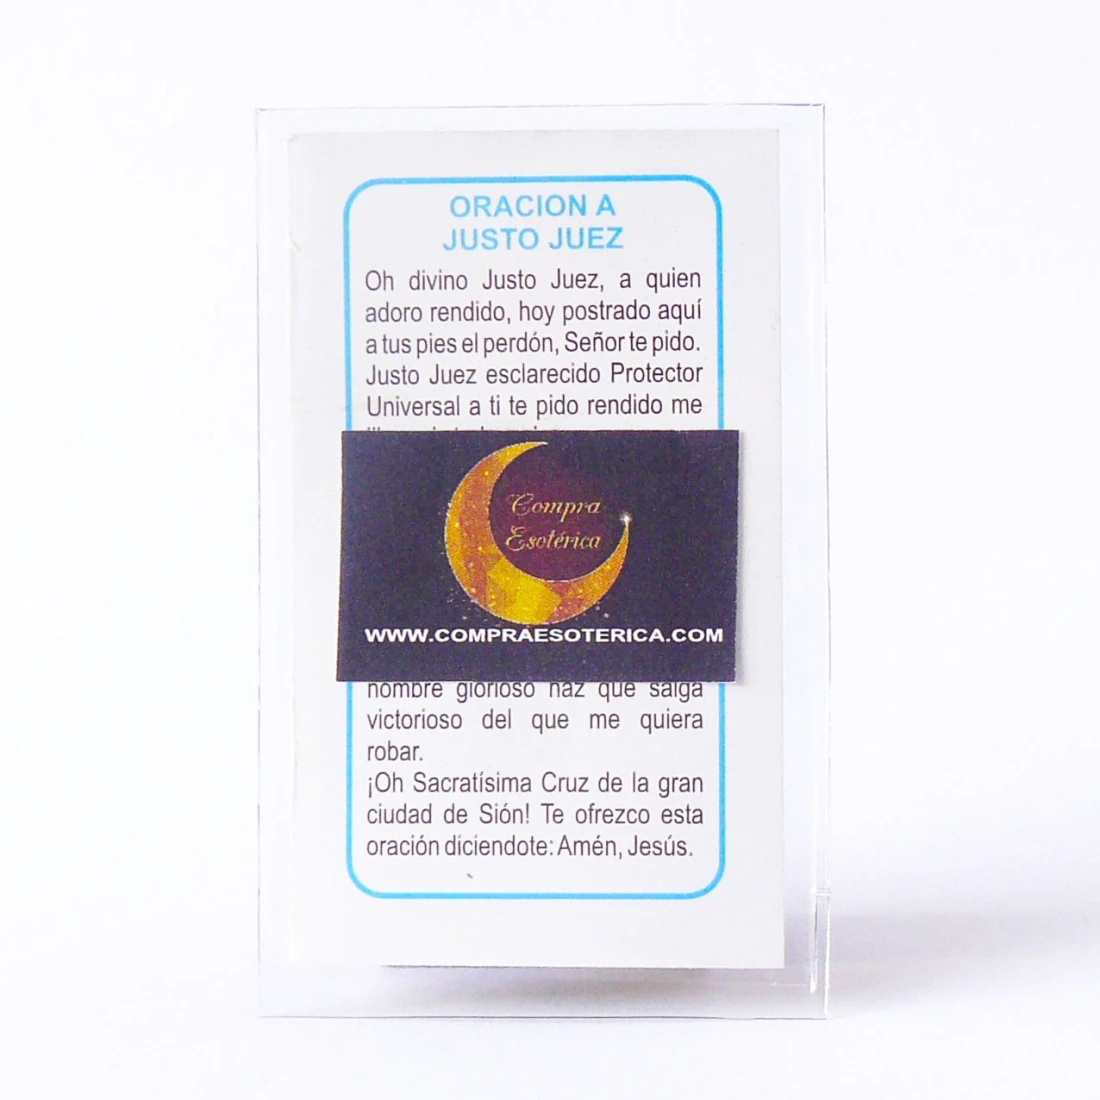 ORACION A
JUSTO JUEZ
Oh divino Justo Juez, a quien
adoro rendido, hoy postrado aquí
a tus pies el perdón, Señor te pido.
Justo Juez esclarecido Protector
Universal a ti te pido rendido me
Compra
Esotérica
WWW.COMPRAESOTERICA.COM
nombre glorioso haz que salga
victorioso del que me quiera
robar.
¡Oh Sacratísima Cruz de la gran
ciudad de Sión! Te ofrezco esta
oración diciendote: Amén, Jesús.